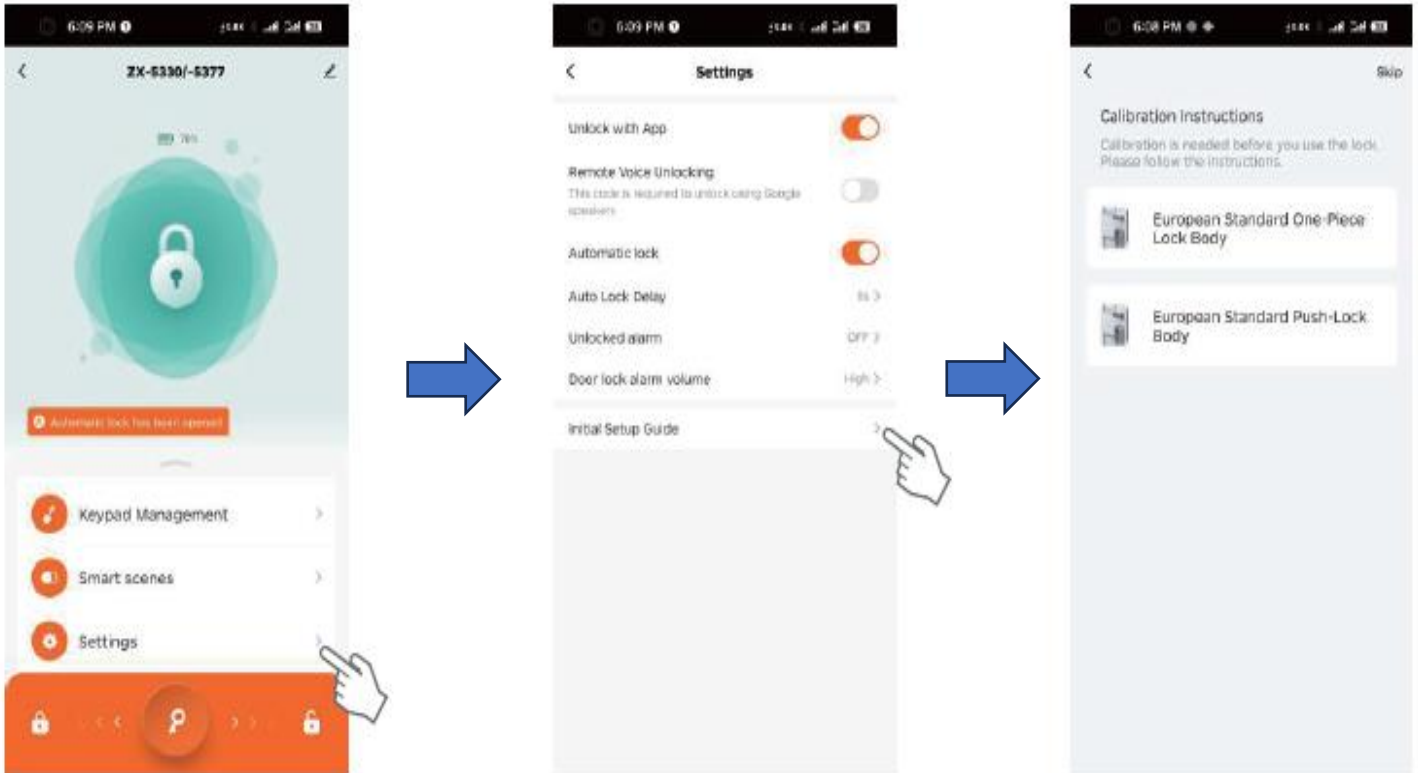 6:09 PM
ZX-5330/-5377
Automatic lock has been opened
Keypad Management
Smart scenes
Settings
6:09 PM
Settings
Unlock with App
Remote Voice Unlocking
This code is required to unlock using Google
speakers
Automatic lock
Auto Lock Delay
Unlocked alarm
OFF
Door lock alarm volume
High
Initial Setup Guide
6:08 PM
Skip
Calibration Instructions
Calibration is needed before you use the lock.
Please follow the instructions.
European Standard One-Piece
Lock Body
European Standard Push-Lock
Body